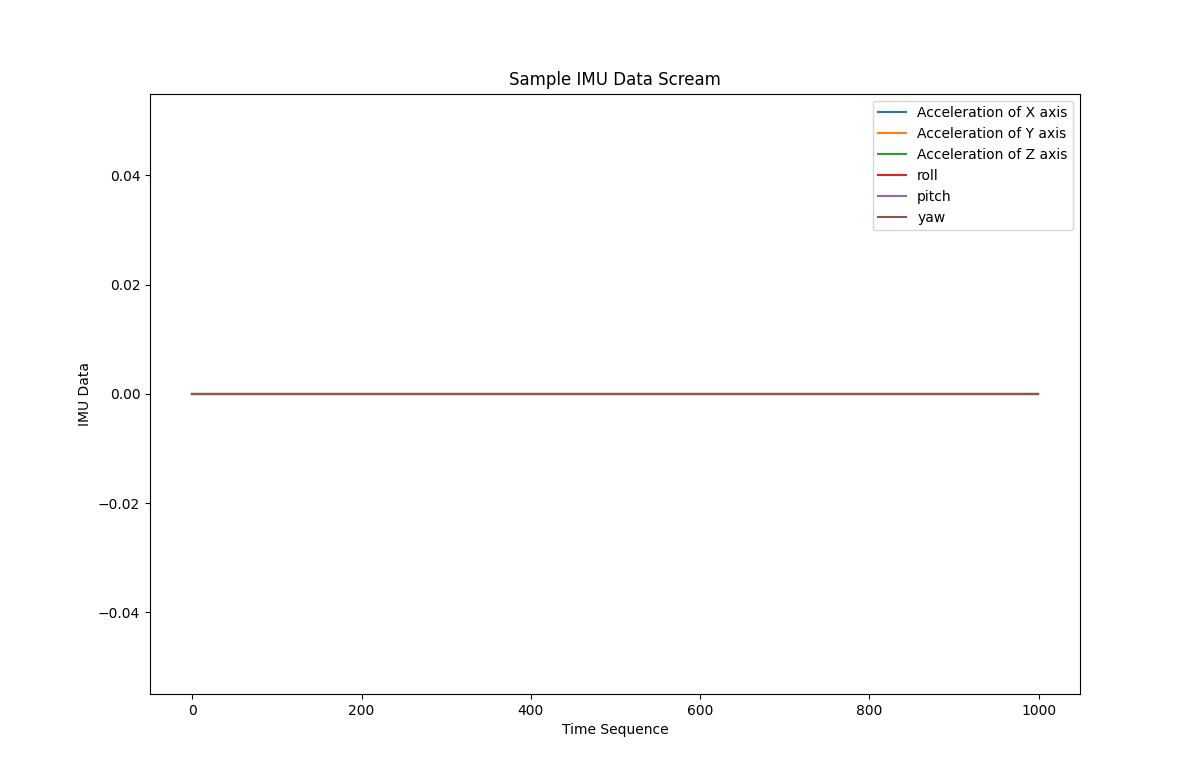 Sample IMU Data Scream
Acceleration of X axis
Acceleration of Y axis
Acceleration of Z axis
roll
pitch
yaw
0.04
0.02
0.00
−0.02
−0.04
IMU Data
0 200 400 600 800 1000
Time Sequence